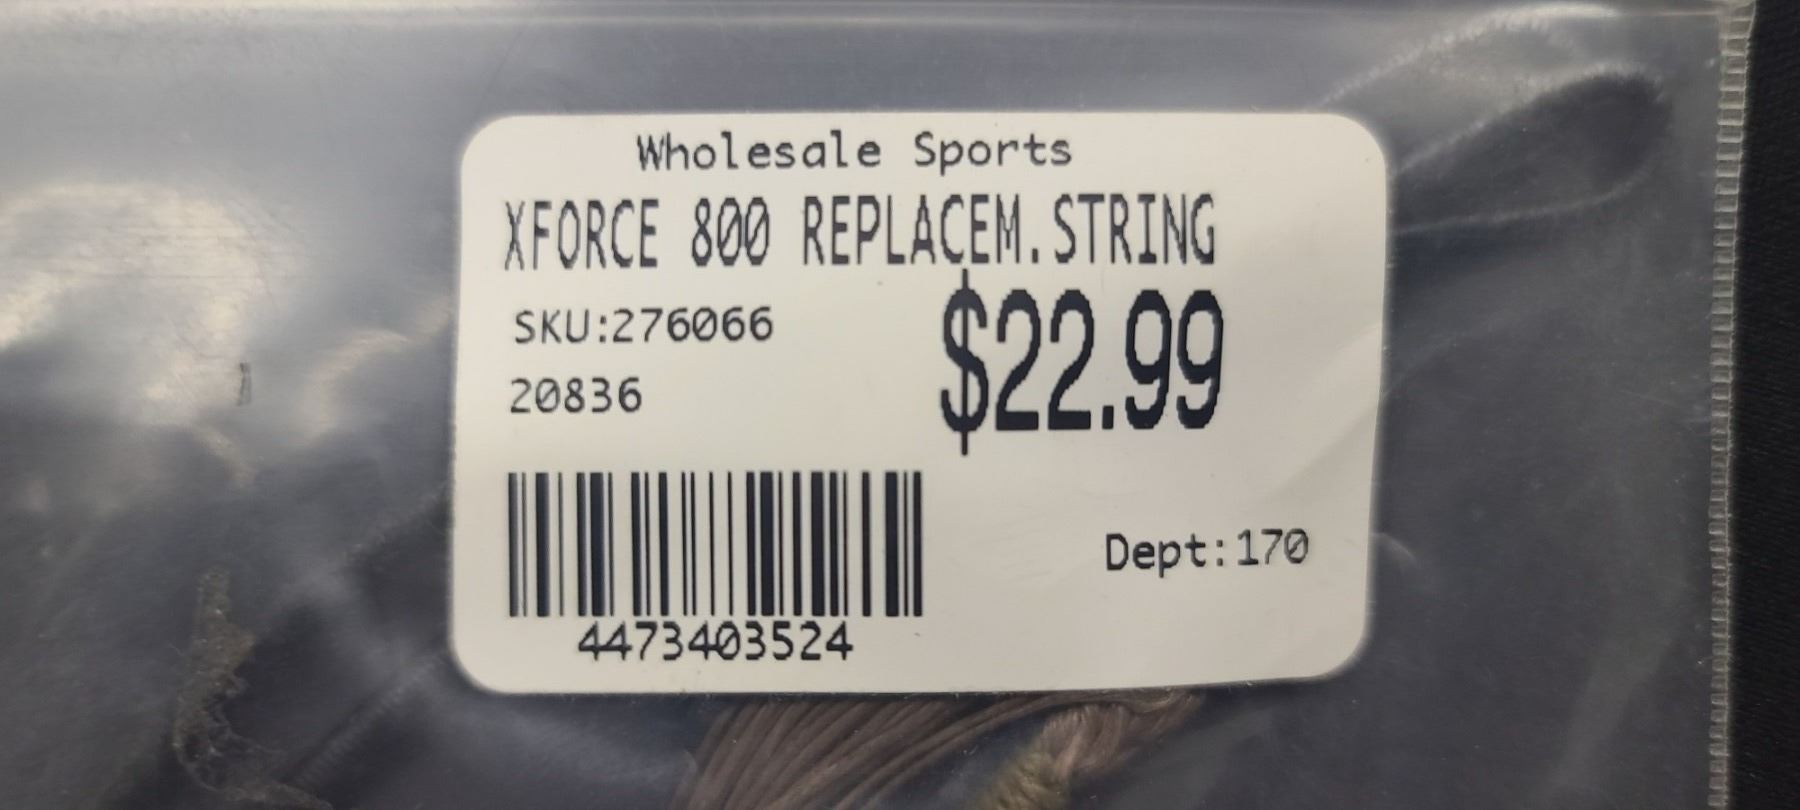 Wholesale Sports
XFORCE 800 REPLACEM.STRING
SKU:276066
$22.99
20836
Dept:170
4473403524